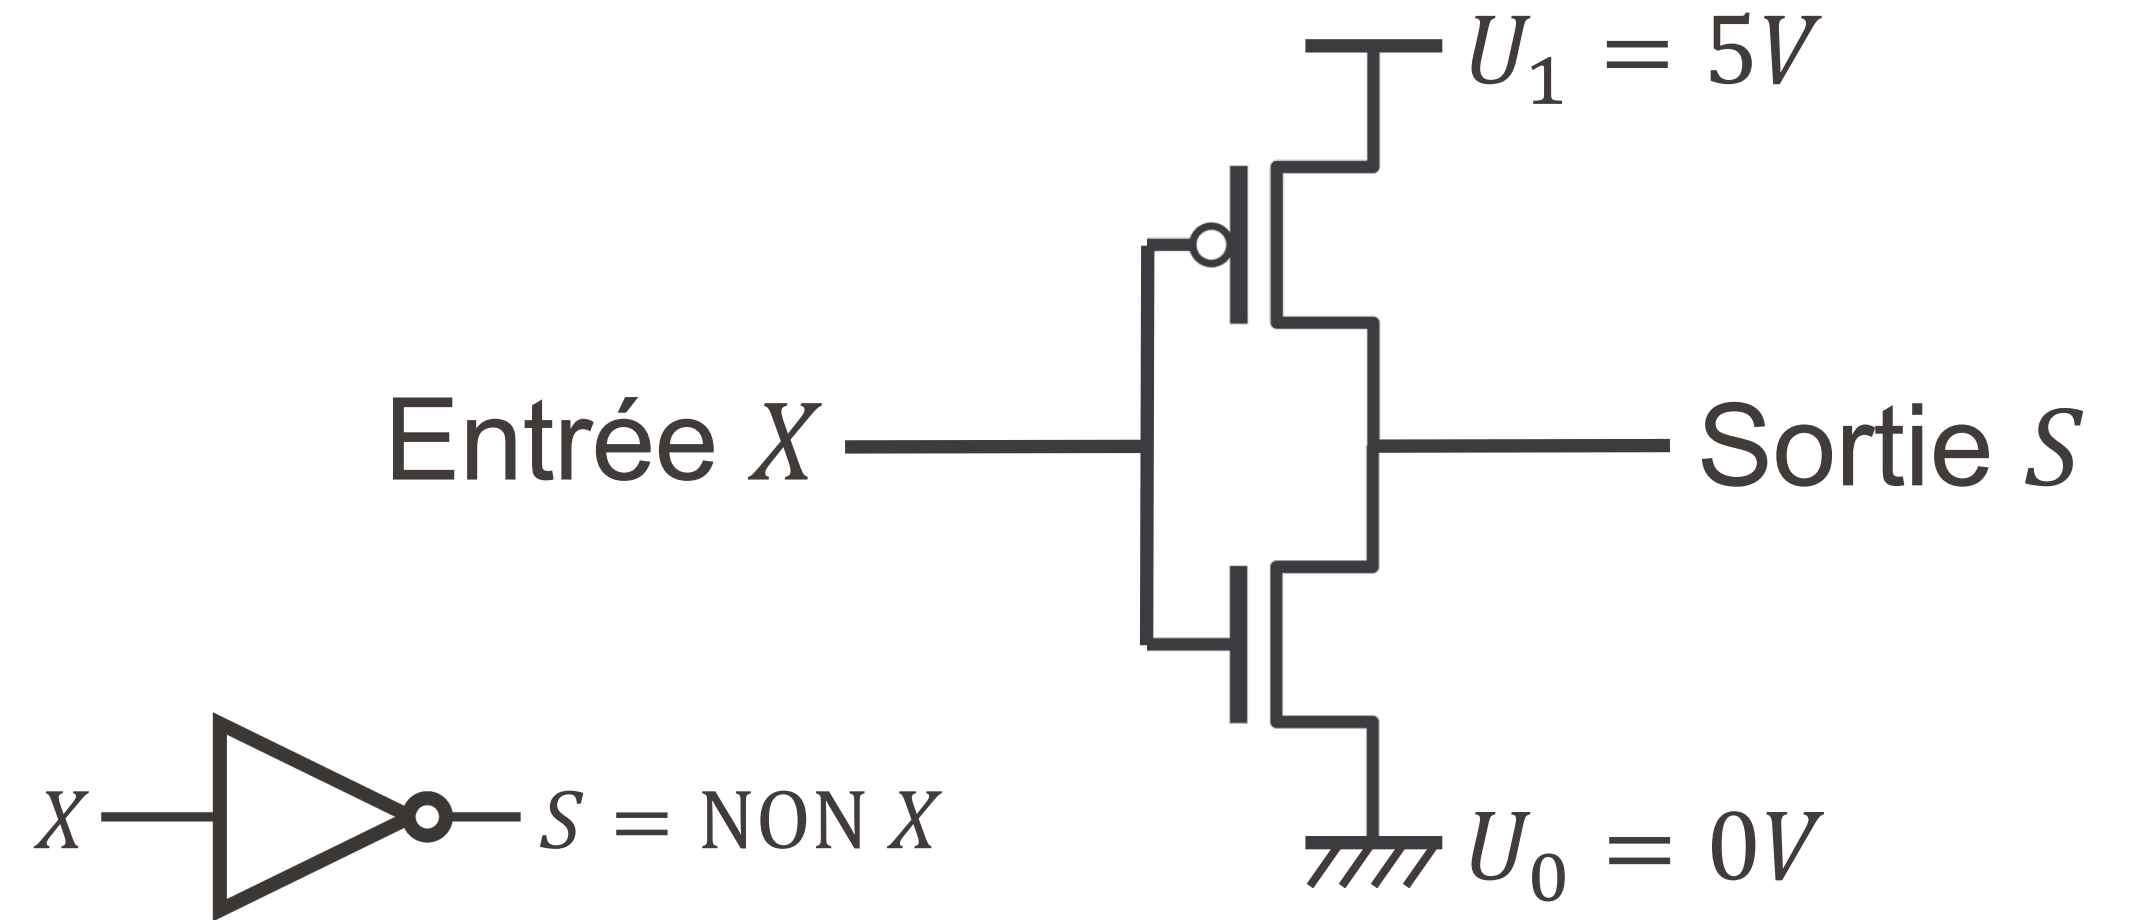 U₁ = 5V
Entrée X
Sortie S
X
S = NON X
U₀ = 0V